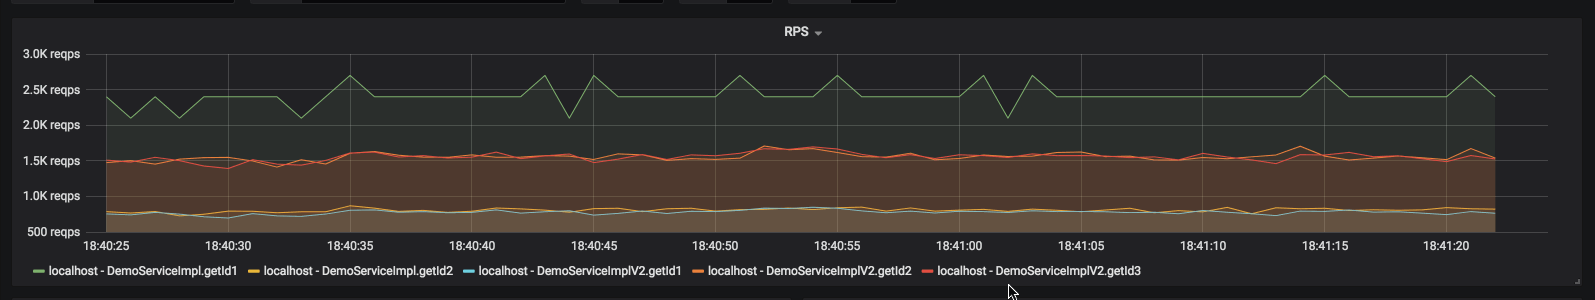 RPS
3.0K reqps
2.5K reqps
2.0K reqps
1.5K reqps
1.0K reqps
500 reqps
18:40:25 18:40:30 18:40:35 18:40:40 18:40:45 18:40:50 18:40:55 18:41:00 18:41:05 18:41:10 18:41:15 18:41:20
localhost - DemoServiceImpl.getId1 localhost - DemoServiceImpl.getId2 localhost - DemoServiceImplV2.getId1 localhost - DemoServiceImplV2.getId2 localhost - DemoServiceImplV2.getId3